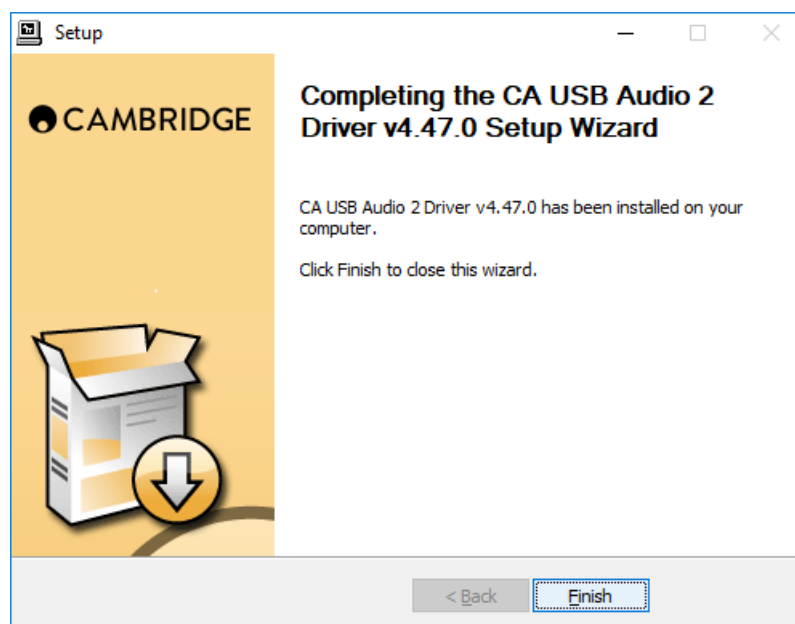 Setup
CAMBRIDGE
Completing the CA USB Audio 2
Driver v4.47.0 Setup Wizard
CA USB Audio 2 Driver v4.47.0 has been installed on your
computer.
Click Finish to close this wizard.
< Back
Finish